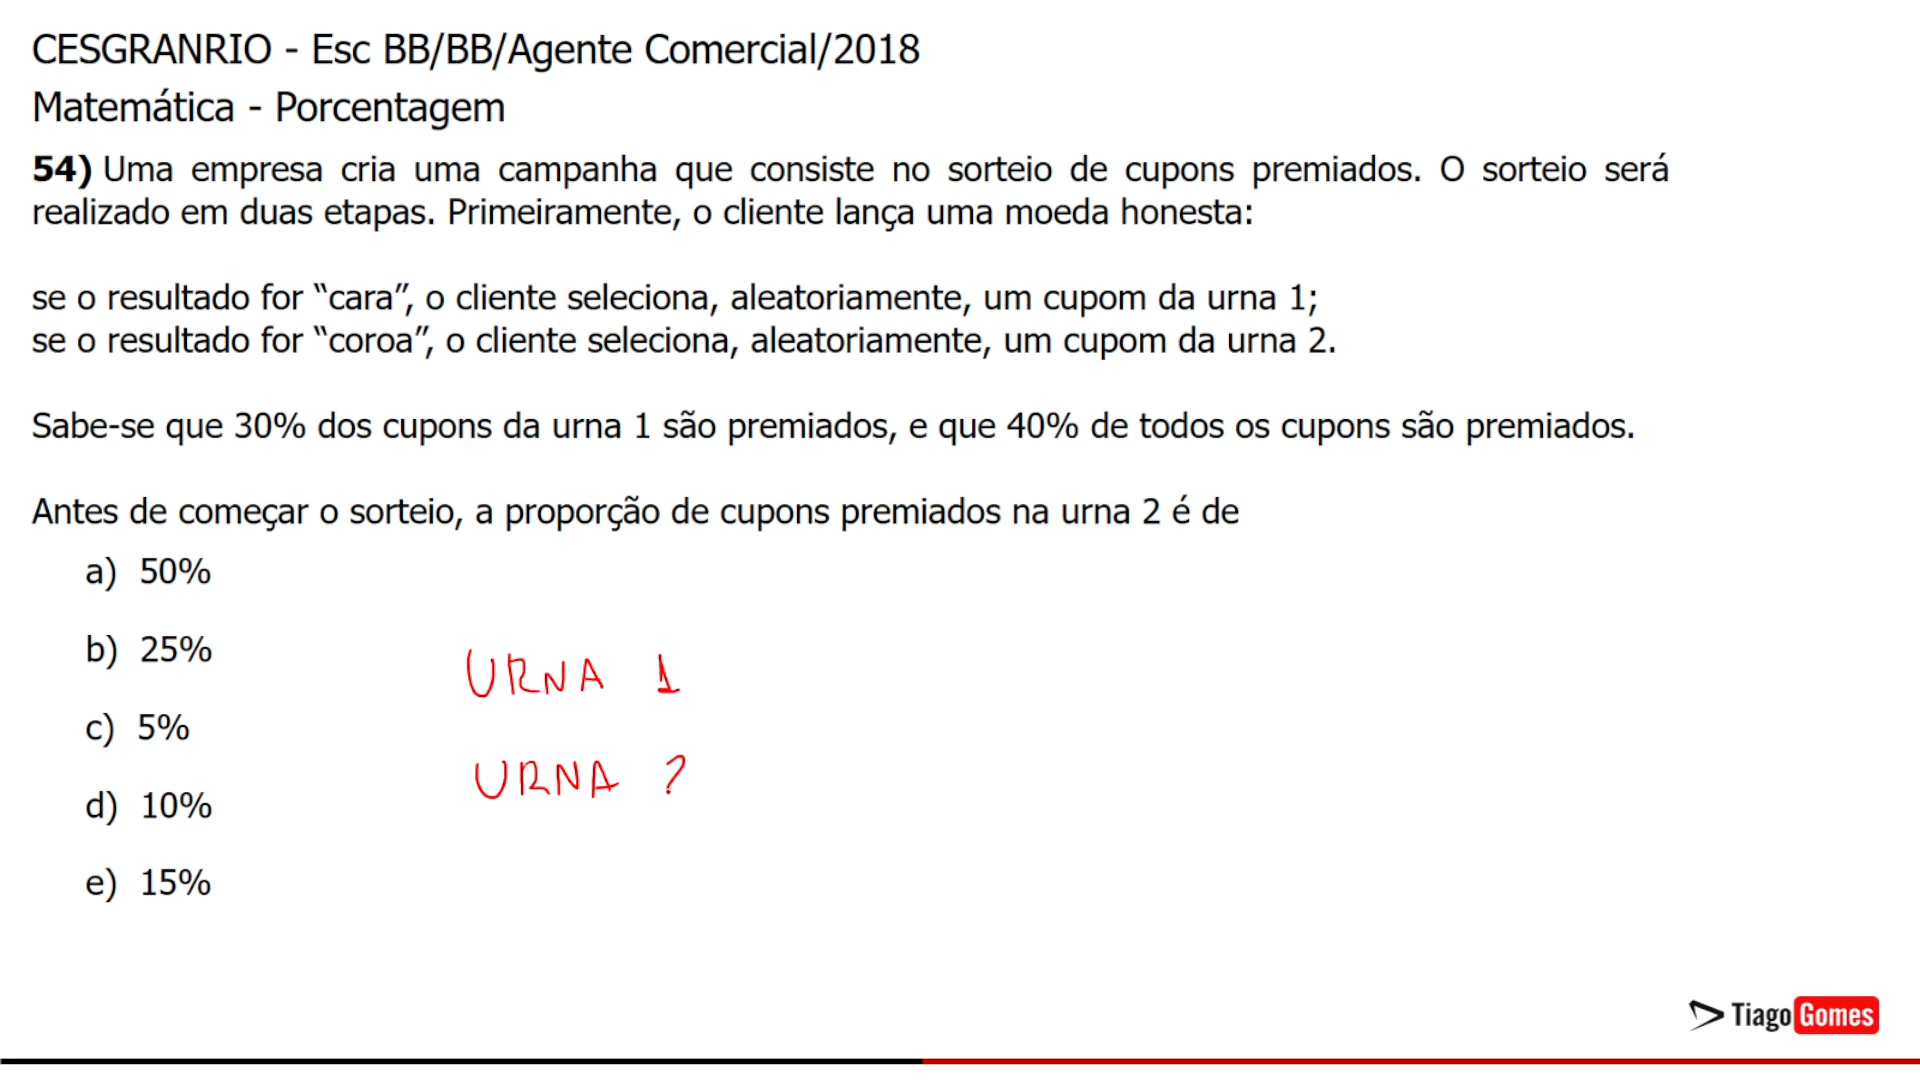 CESGRANRIO - Esc BB/BB/Agente Comercial/2018
Matemática - Porcentagem
54) Uma empresa cria uma campanha que consiste no sorteio de cupons premiados. O sorteio será
realizado em duas etapas. Primeiramente, o cliente lança uma moeda honesta:
se o resultado for “cara”, o cliente seleciona, aleatoriamente, um cupom da urna 1;
se o resultado for “coroa”, o cliente seleciona, aleatoriamente, um cupom da urna 2.
Sabe-se que 30% dos cupons da urna 1 são premiados, e que 40% de todos os cupons são premiados.
Antes de começar o sorteio, a proporção de cupons premiados na urna 2 é de
a) 50%
b) 25%
c) 5%
d) 10%
e) 15%
URNA 1
URNA ?
Tiago Gomes